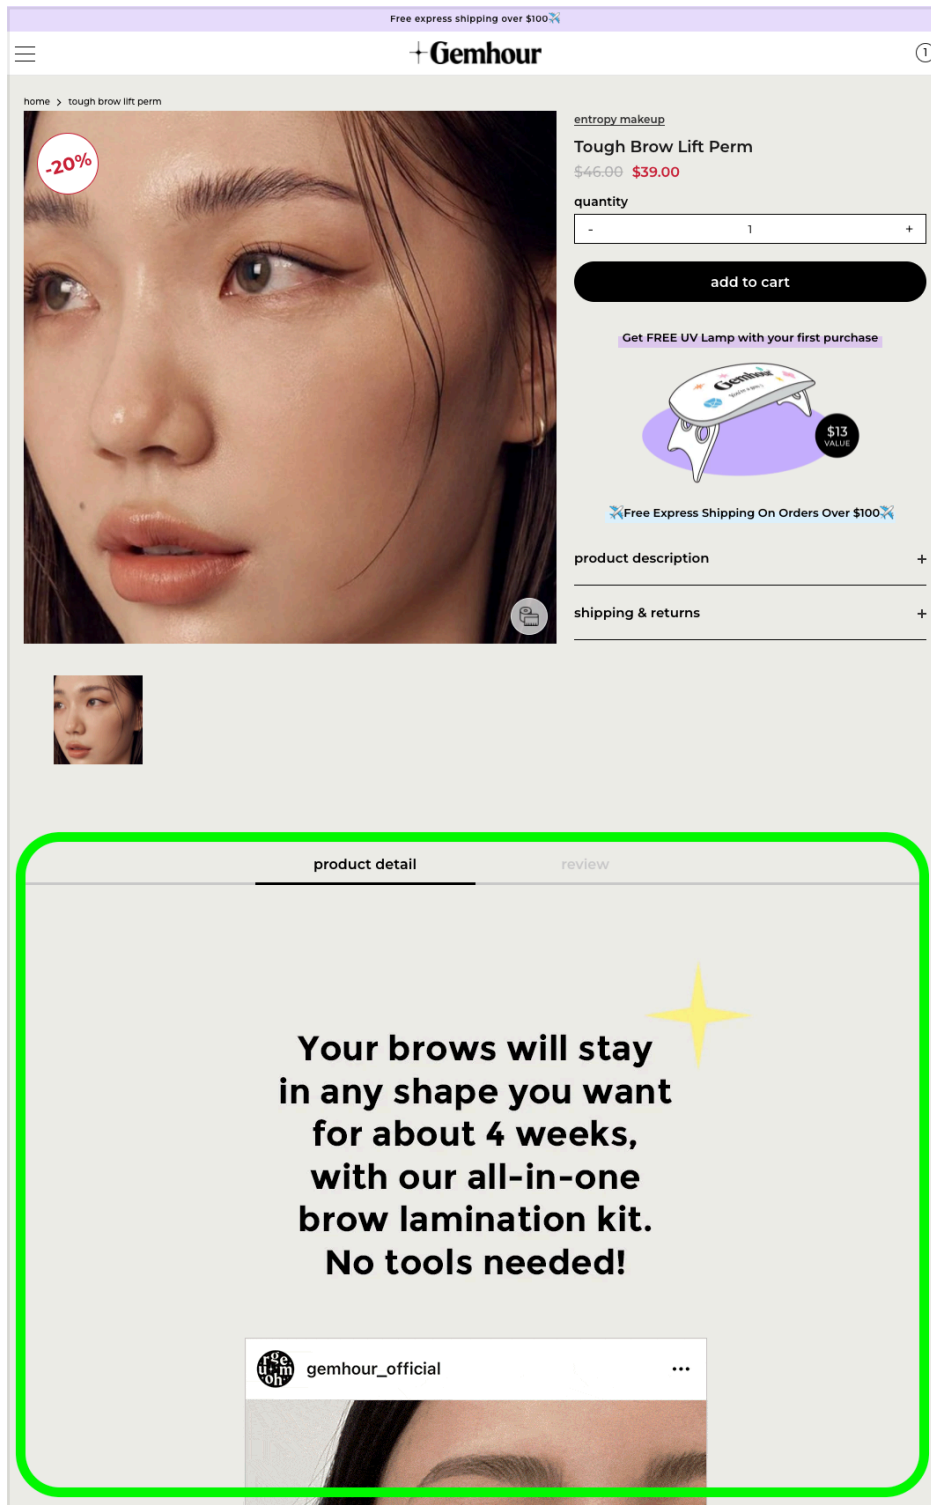 Free express shipping over $100✈️
Gemhour
1
home > tough brow lift perm
-20%
entropy makeup
Tough Brow Lift Perm
$46.00 $39.00
quantity
- 1 +
add to cart
Get FREE UV Lamp with your first purchase
Gemhour
$13
VALUE
✈️Free Express Shipping On Orders Over $100✈️
product description +
shipping & returns +
product detail review
Your brows will stay
in any shape you want
for about 4 weeks,
with our all-in-one
brow lamination kit.
No tools needed!
gemhour_official •••